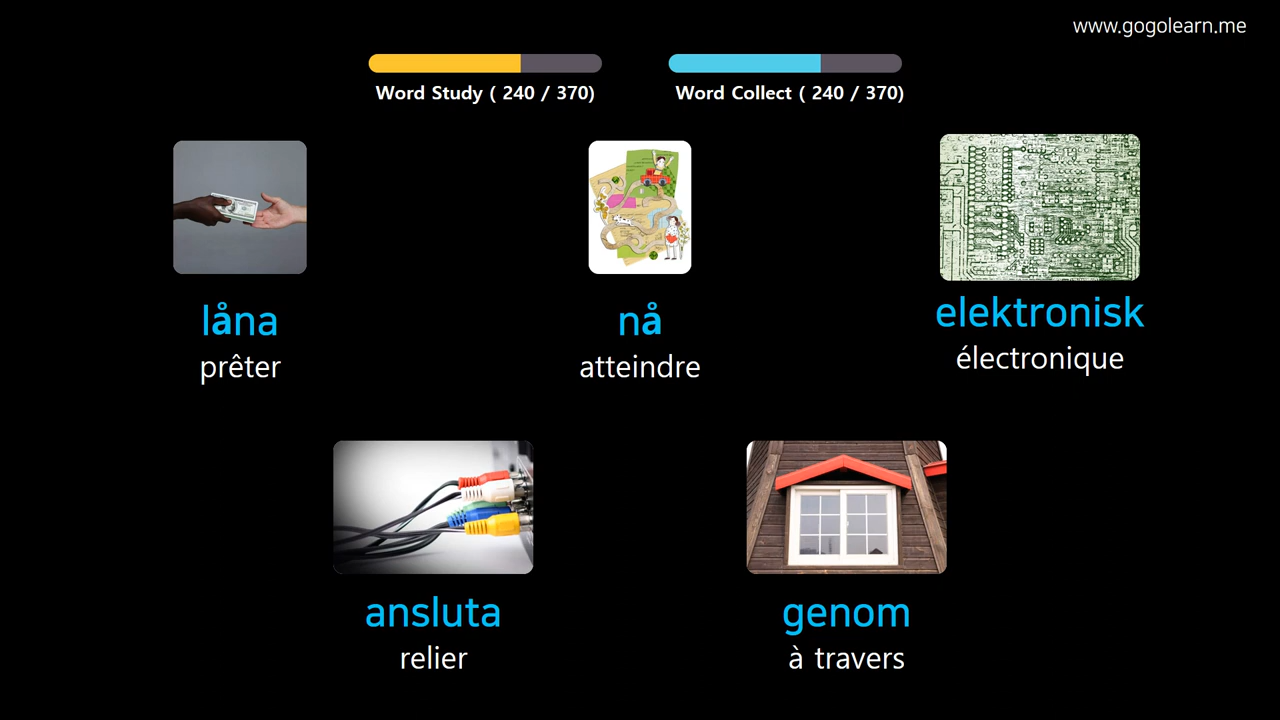 www.gogolearn.me
Word Study ( 240 / 370)
Word Collect ( 240 / 370)
låna
prêter
nå
atteindre
elektronisk
électronique
ansluta
relier
genom
à travers